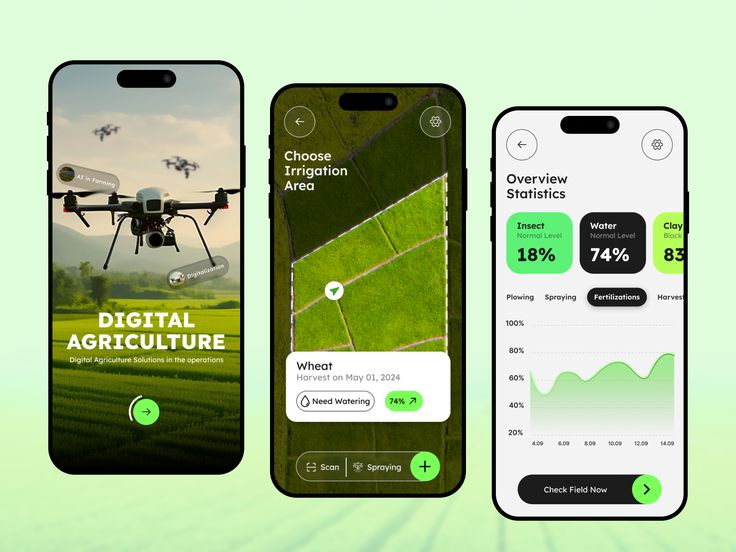 AI in Farming
Digitalization
DIGITAL
AGRICULTURE
Digital Agriculture Solutions in the operations
Choose
Irrigation
Area
Wheat
Harvest on May 01, 2024
Need Watering
74%
Scan
Spraying
Overview
Statistics
Insect
Normal Level
18%
Water
Normal Level
74%
Clay
Black
83
Plowing
Spraying
Fertilizations
Harvest
100%
80%
60%
40%
20%
4.09
6.09
8.09
10.09
12.09
14.09
Check Field Now